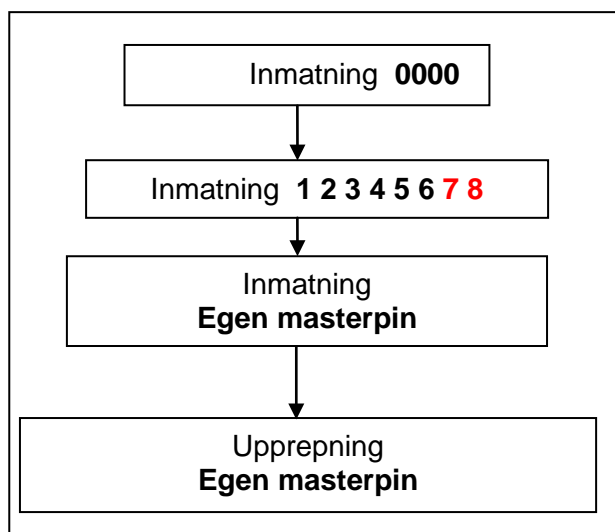 Inmatning 0000
Inmatning 1 2 3 4 5 6 7 8
Inmatning
Egen masterpin
Upprepning
Egen masterpin